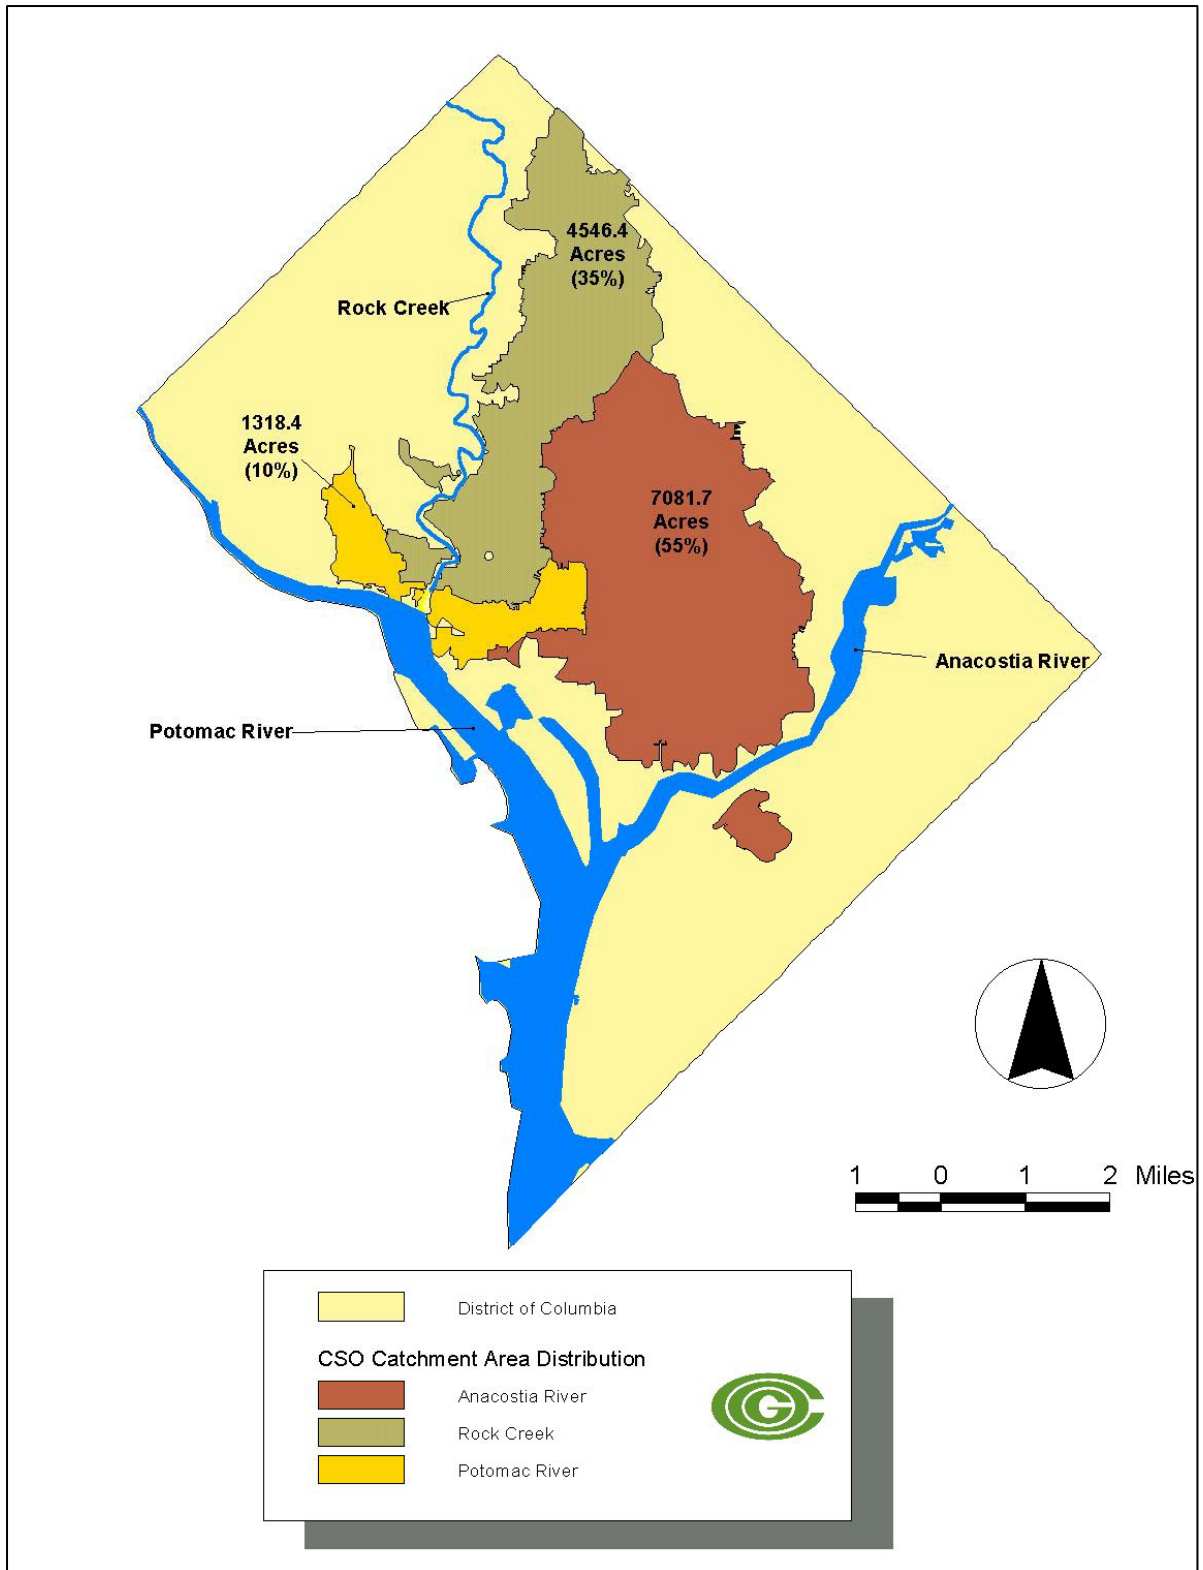 4546.4
Acres
(35%)
Rock Creek
1318.4
Acres
(10%)
7081.7
Acres
(55%)
Anacostia River
Potomac River
1 0 1 2 Miles
District of Columbia
CSO Catchment Area Distribution
Anacostia River
Rock Creek
Potomac River
COG